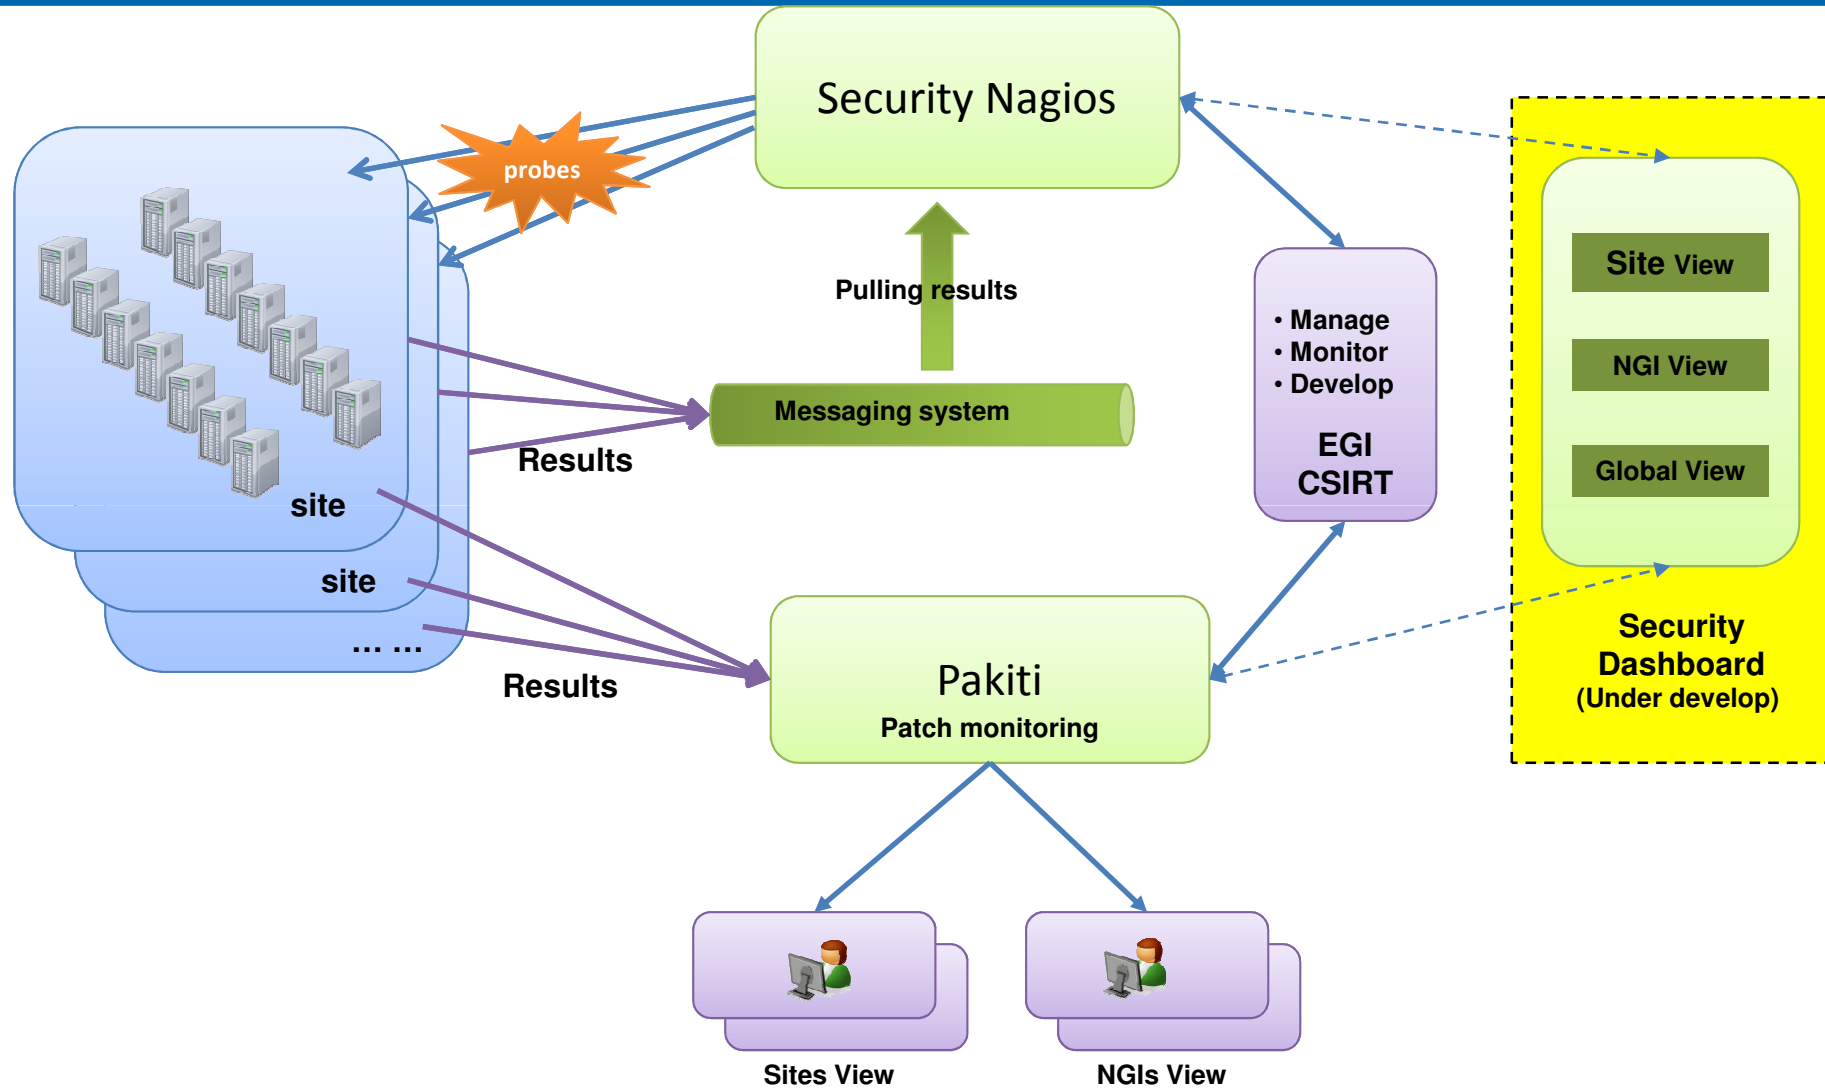 Security Nagios
probes
Pulling results
Messaging system
Results
site
site
... ...
Results
• Manage
• Monitor
• Develop
EGI
CSIRT
Site View
NGI View
Global View
Security
Dashboard
(Under develop)
Pakiti
Patch monitoring
Sites View
NGIs View